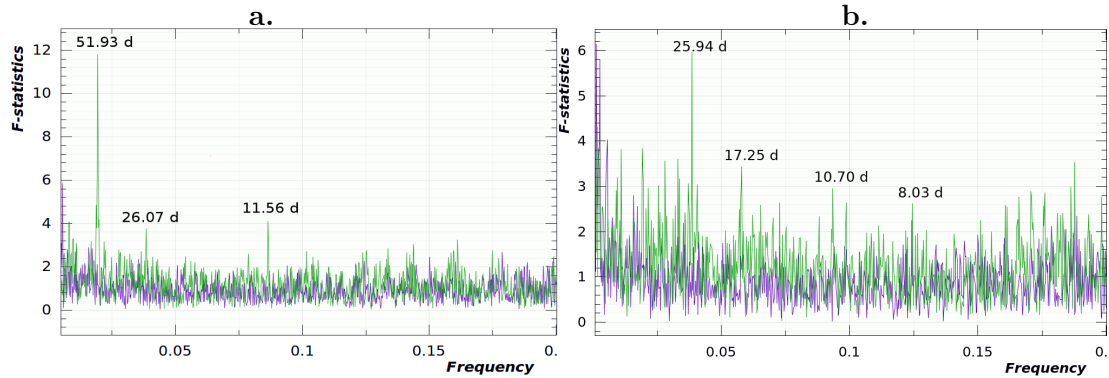 a.
51.93 d
12
10
8
6
4
2
0
F-statistics
26.07 d
11.56 d
0.05
0.1
0.15
0.
Frequency
b.
25.94 d
6
5
4
3
2
1
0
F-statistics
17.25 d
10.70 d
8.03 d
0.05
0.1
0.15
0.
Frequency